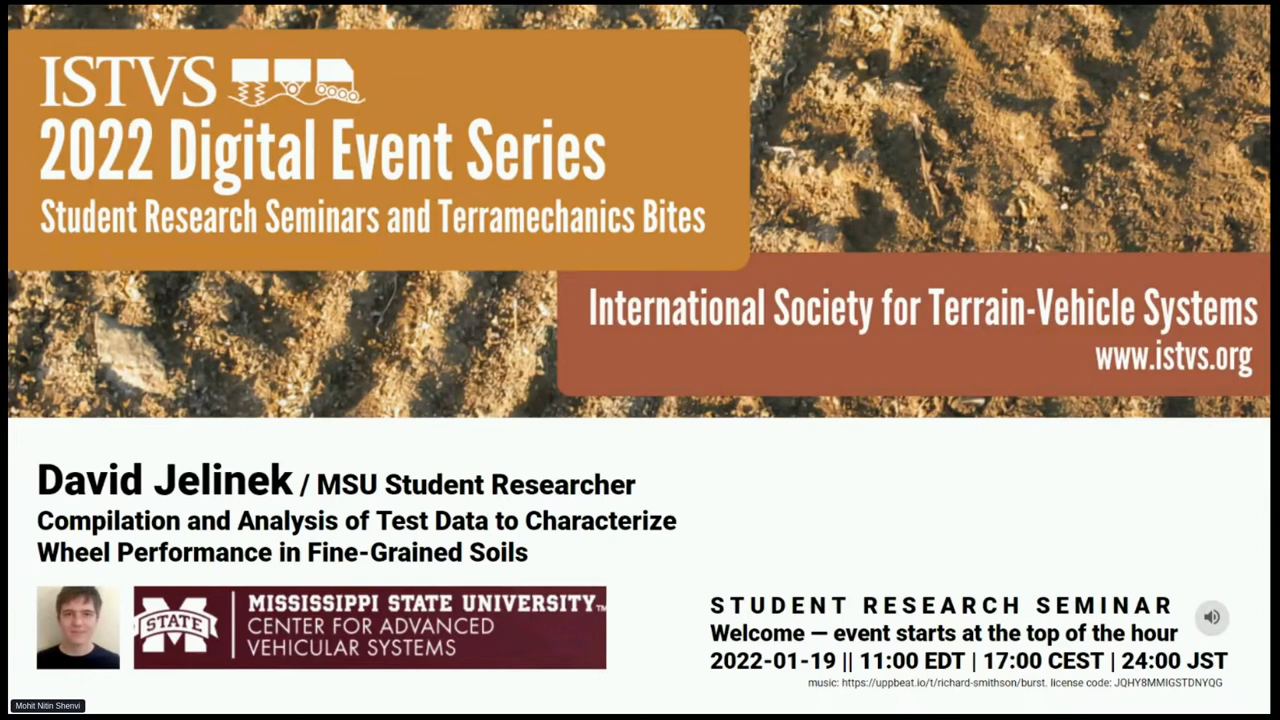 ISTVS
2022 Digital Event Series
Student Research Seminars and Terramechanics Bites
International Society for Terrain-Vehicle Systems
www.istvs.org
David Jelinek / MSU Student Researcher
Compilation and Analysis of Test Data to Characterize
Wheel Performance in Fine-Grained Soils
M STATE
MISSISSIPPI STATE UNIVERSITY™
CENTER FOR ADVANCED
VEHICULAR SYSTEMS
STUDENT RESEARCH SEMINAR
Welcome — event starts at the top of the hour
2022-01-19 || 11:00 EDT | 17:00 CEST | 24:00 JST
music: https://uppbeat.io/t/richard-smithson/burst. license code: JQHY8MMIGSTDNYQG
Mohit Nitin Shenvi